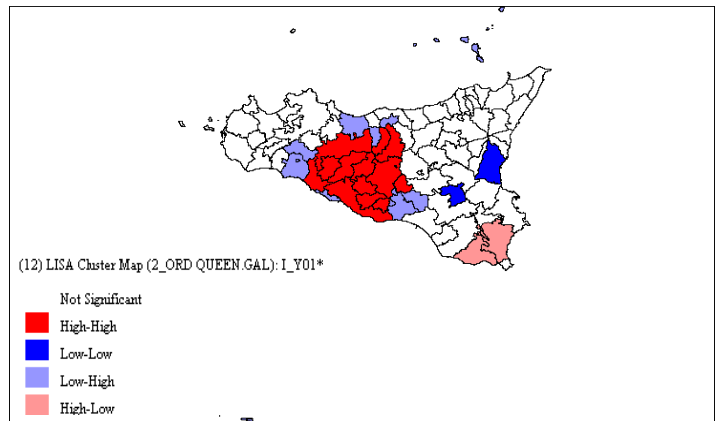 (12) LISA Cluster Map (2_ORD QUEEN.GAL): I_Y01*
Not Significant
High-High
Low-Low
Low-High
High-Low